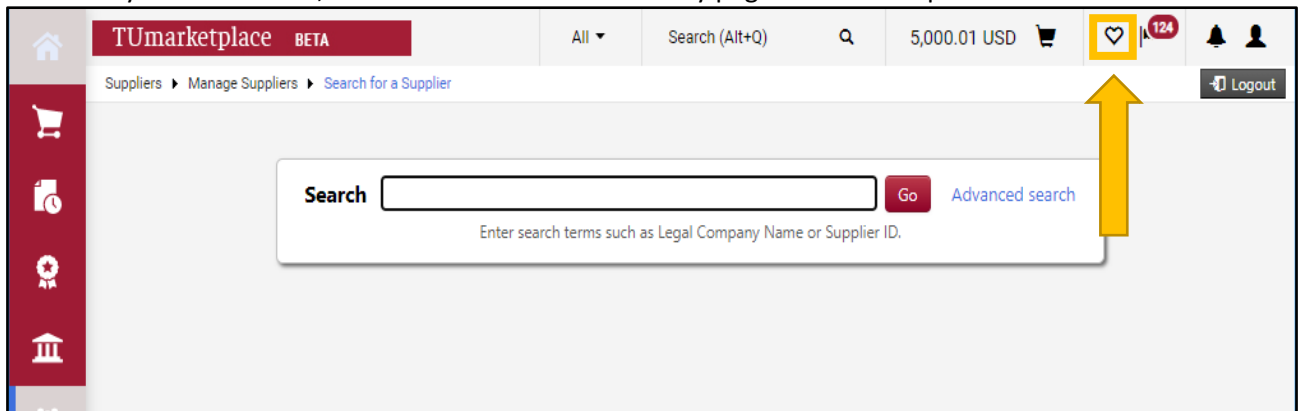 TUmarketplace BETA
All Search (Alt+Q) 5,000.01 USD 124
Suppliers Manage Suppliers Search for a Supplier Logout
Search Go Advanced search
Enter search terms such as Legal Company Name or Supplier ID.